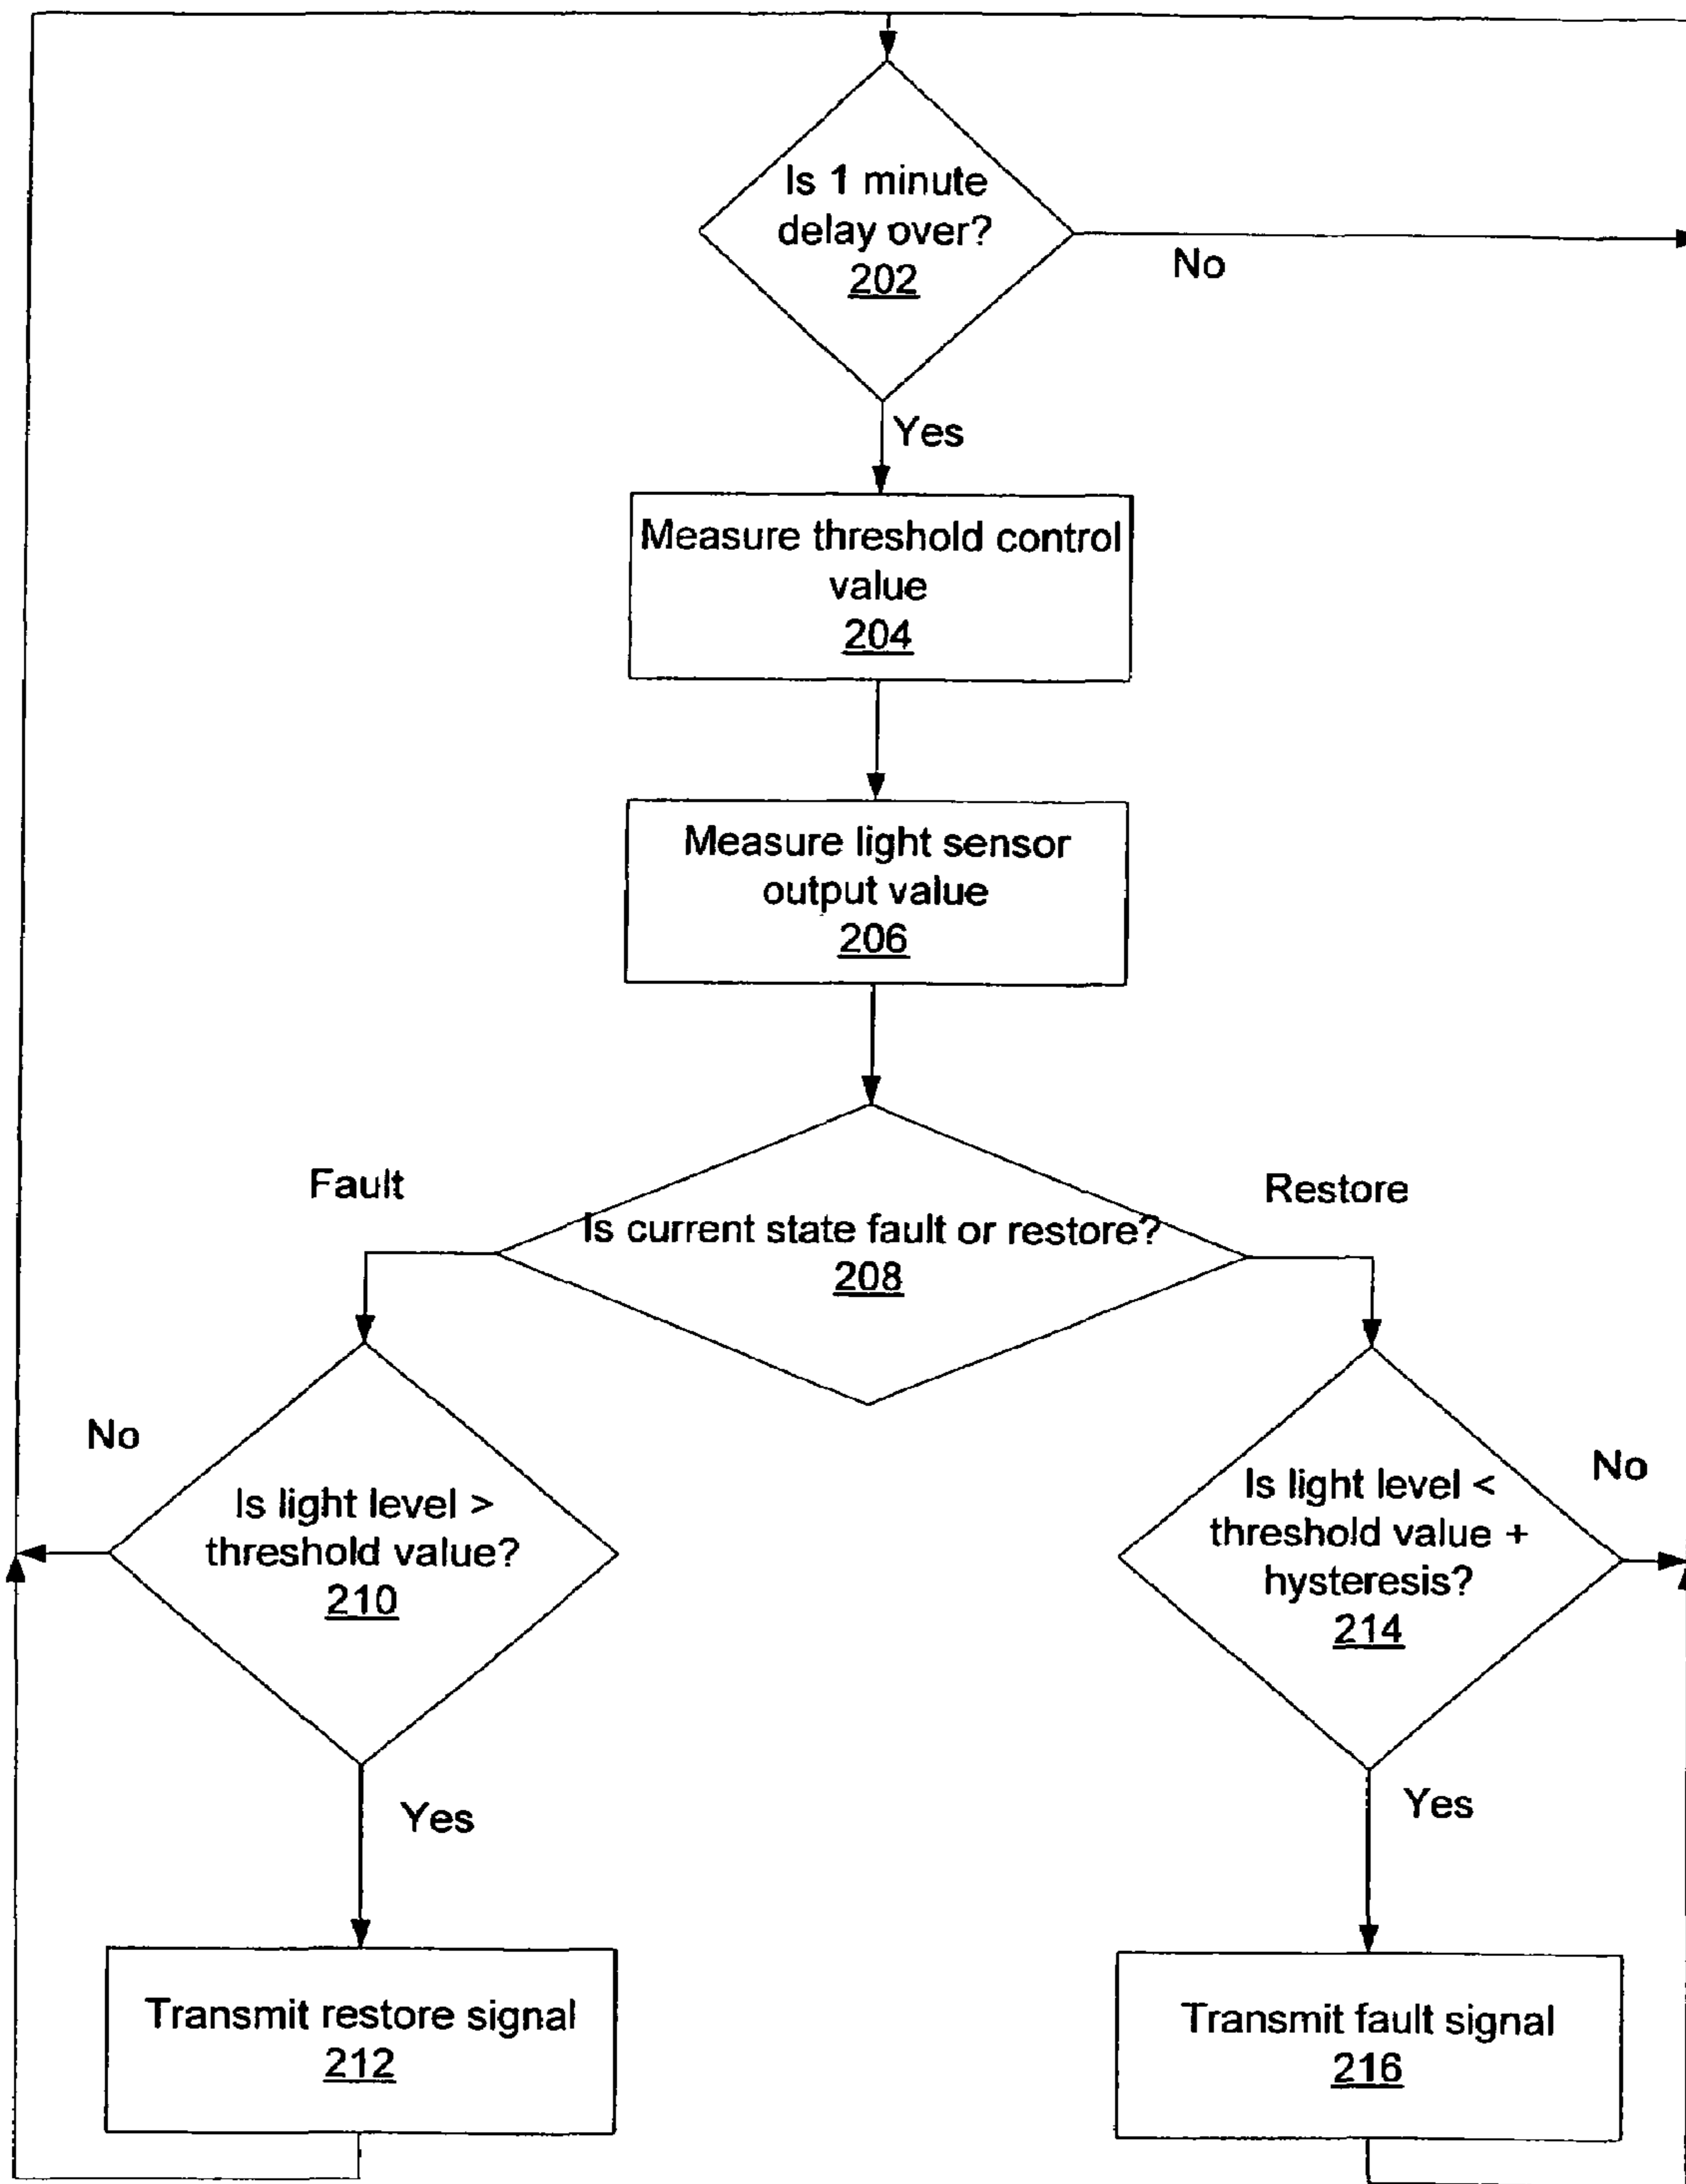 Is 1 minute
delay over?
202
No
Yes
Measure threshold control
value
204
Measure light sensor
output value
206
Fault
Restore
Is current state fault or restore?
208
No
Is light level >
threshold value?
210
No
Is light level <
threshold value +
hysteresis?
214
Yes
Yes
Transmit restore signal
212
Transmit fault signal
216